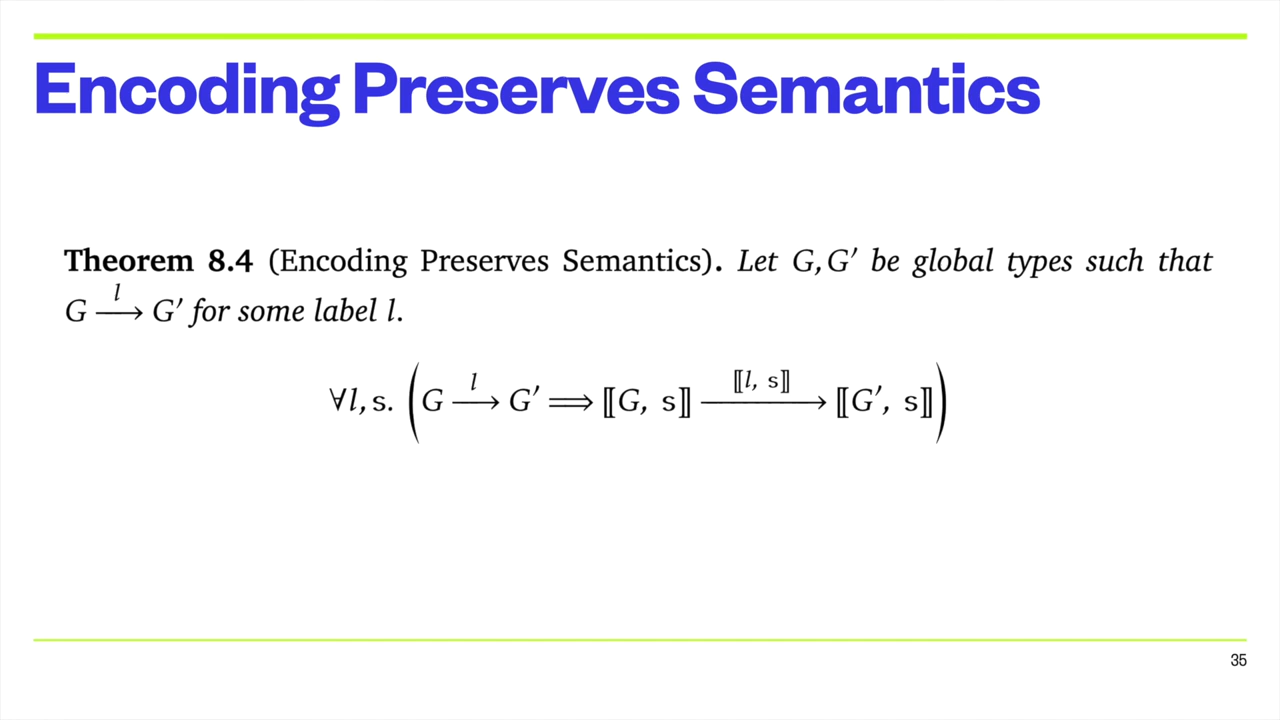 Encoding Preserves Semantics
Theorem 8.4 (Encoding Preserves Semantics). Let G, G′ be global types such that
G —l→ G′ for some label l.
∀l, s. (G —l→ G′ ⟹ ⟦G, s⟧ —⟦l, s⟧→ ⟦G′, s⟧)
35